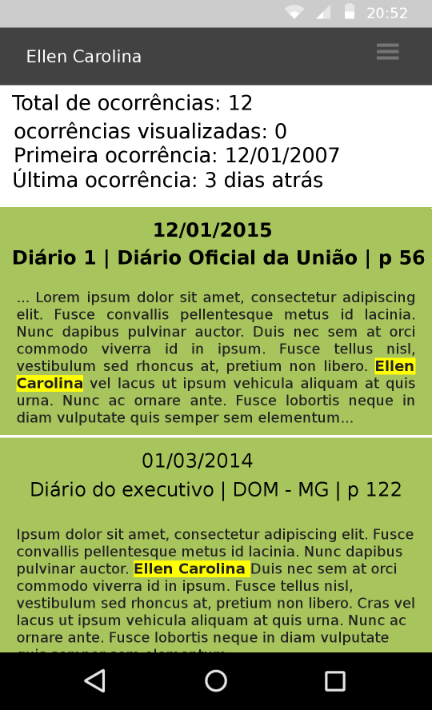 20:52
Ellen Carolina
Total de ocorrências: 12
ocorrências visualizadas: 0
Primeira ocorrência: 12/01/2007
Última ocorrência: 3 dias atrás
12/01/2015
Diário 1 | Diário Oficial da União | p 56
... Lorem ipsum dolor sit amet, consectetur adipiscing
elit. Fusce convallis pellentesque metus id lacinia.
Nunc dapibus pulvinar auctor. Duis nec sem at orci
commodo viverra id in ipsum. Fusce tellus nisl,
vestibulum sed rhoncus at, pretium non libero. Ellen
Carolina vel lacus ut ipsum vehicula aliquam at quis
urna. Nunc ac ornare ante. Fusce lobortis neque in
diam vulputate quis semper sem elementum...
01/03/2014
Diário do executivo | DOM - MG | p 122
Ipsum dolor sit amet, consectetur adipiscing elit. Fusce
convallis pellentesque metus id lacinia. Nunc dapibus
pulvinar auctor. Ellen Carolina Duis nec sem at orci
commodo viverra id in ipsum. Fusce tellus nisl,
vestibulum sed rhoncus at, pretium non libero. Cras vel
lacus ut ipsum vehicula aliquam at quis urna. Nunc ac
ornare ante. Fusce lobortis neque in diam vulputate